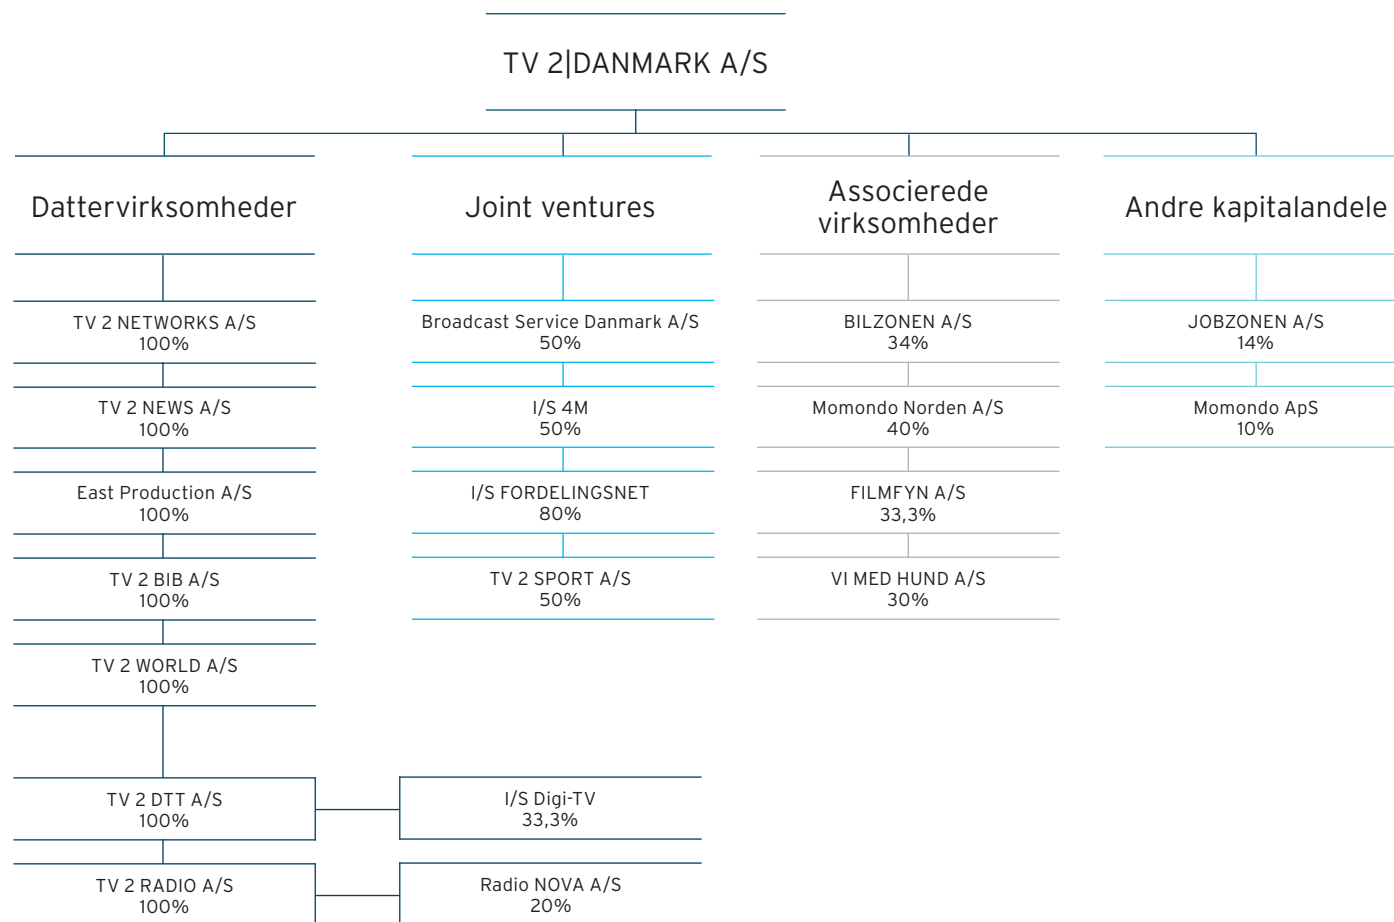 TV 2|DANMARK A/S
Dattervirksomheder
TV 2 NETWORKS A/S
100%
TV 2 NEWS A/S
100%
East Production A/S
100%
TV 2 BIB A/S
100%
TV 2 WORLD A/S
100%
TV 2 DTT A/S
100%
I/S Digi-TV
33,3%
TV 2 RADIO A/S
100%
Radio NOVA A/S
20%
Joint ventures
Broadcast Service Danmark A/S
50%
I/S 4M
50%
I/S FORDELINGSNET
80%
TV 2 SPORT A/S
50%
Associerede
virksomheder
BILZONEN A/S
34%
Momondo Norden A/S
40%
FILMFYN A/S
33,3%
VI MED HUND A/S
30%
Andre kapitalandele
JOBZONEN A/S
14%
Momondo ApS
10%